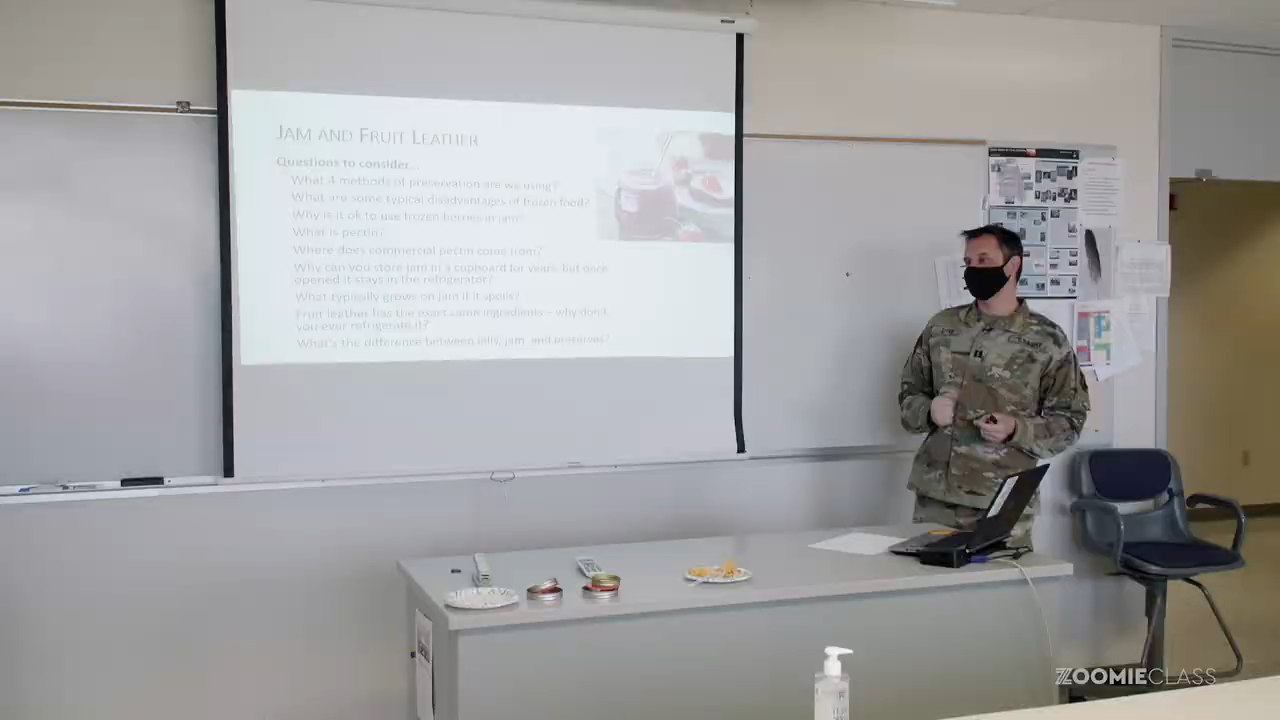 JAM AND FRUIT LEATHER
Questions to consider...
What 4 methods of preservation are we using?
What are some typical disadvantages of frozen food?
Why is it ok to use frozen berries in jam?
What is pectin?
Where does commercial pectin come from?
Why can you store jam in a cupboard for years, but once
opened it stays in the refrigerator?
What typically grows on jam if it spoils?
Fruit leather has the exact same ingredients – why don't
you ever refrigerate it?
What's the difference between jelly, jam, and preserves?
ZOOMIECLASS